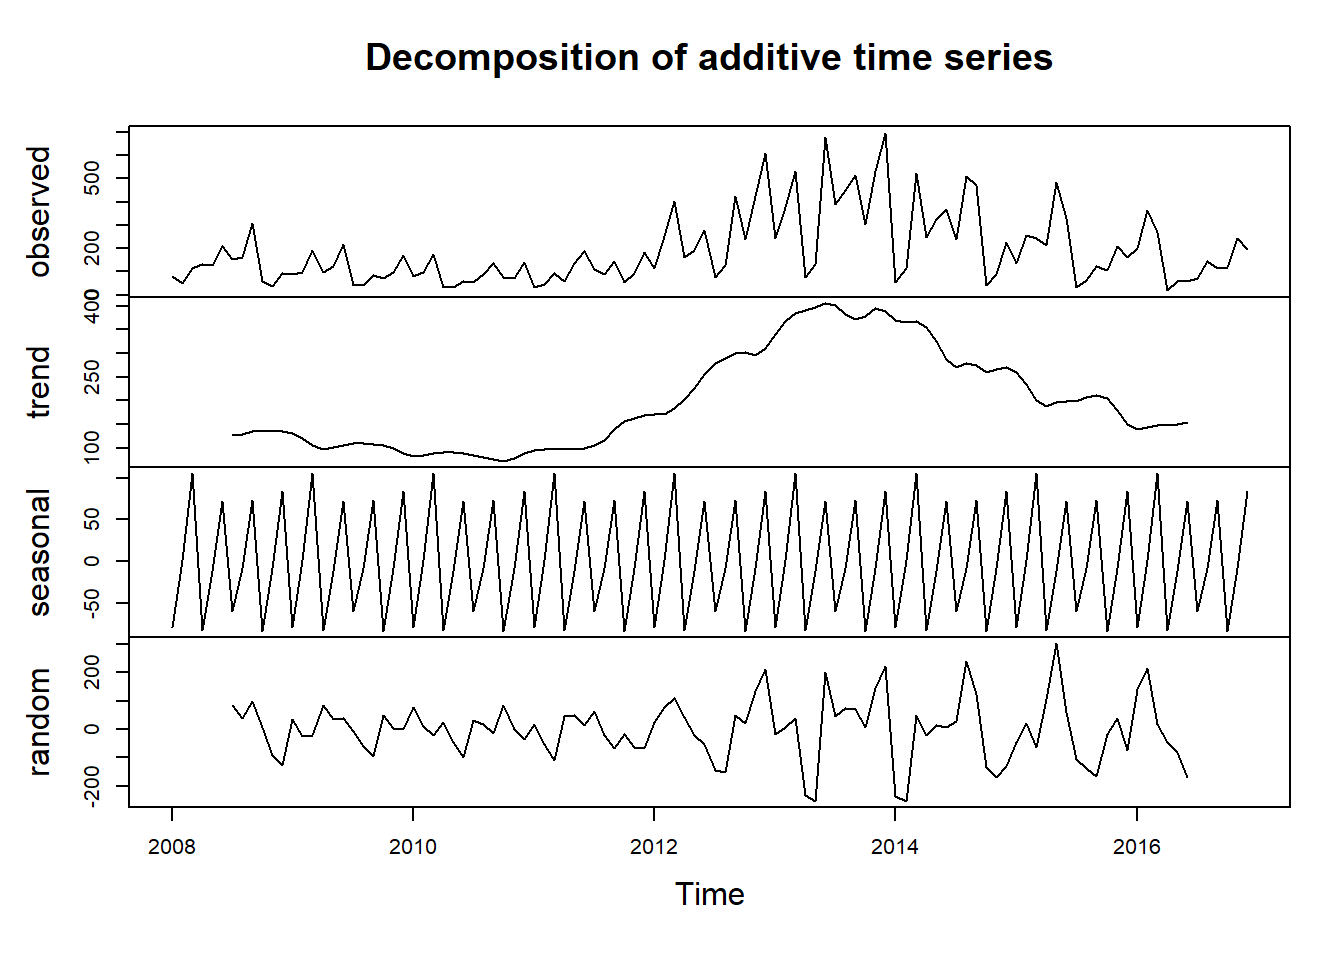 Decomposition of additive time series
observed
0 200 500
trend
100 250 400
seasonal
-50 0 50
random
-200 0 200
2008 2010 2012 2014 2016
Time